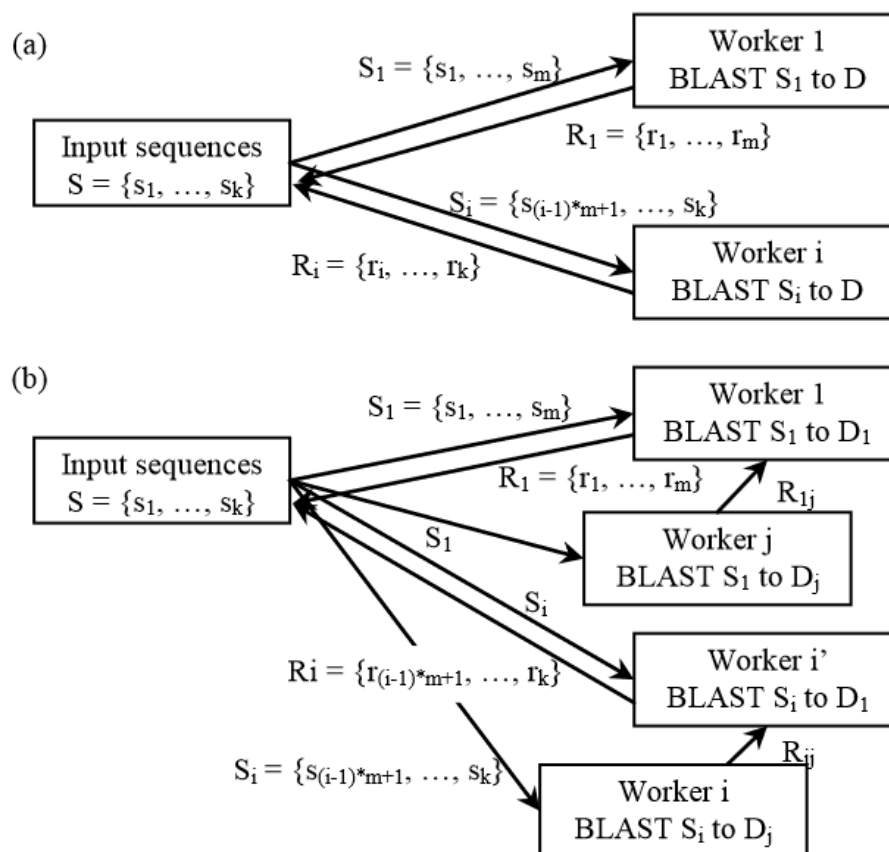 (a)
Worker 1
BLAST S₁ to D
S₁ = {s₁, …, sₘ}
R₁ = {r₁, …, rₘ}
Input sequences
S = {s₁, …, sₖ}
Sᵢ = {s₍ᵢ₋₁₎*ₘ₊₁, …, sₖ}
Rᵢ = {rᵢ, …, rₖ}
Worker i
BLAST Sᵢ to D
(b)
Worker 1
BLAST S₁ to D₁
S₁ = {s₁, …, sₘ}
Input sequences
S = {s₁, …, sₖ}
R₁ = {r₁, …, rₘ}
R₁ⱼ
S₁
Worker j
BLAST S₁ to Dⱼ
Sᵢ
Worker i’
BLAST Sᵢ to D₁
Ri = {r₍ᵢ₋₁₎*ₘ₊₁, …, rₖ}
Rᵢⱼ
Sᵢ = {s₍ᵢ₋₁₎*ₘ₊₁, …, sₖ}
Worker i
BLAST Sᵢ to Dⱼ